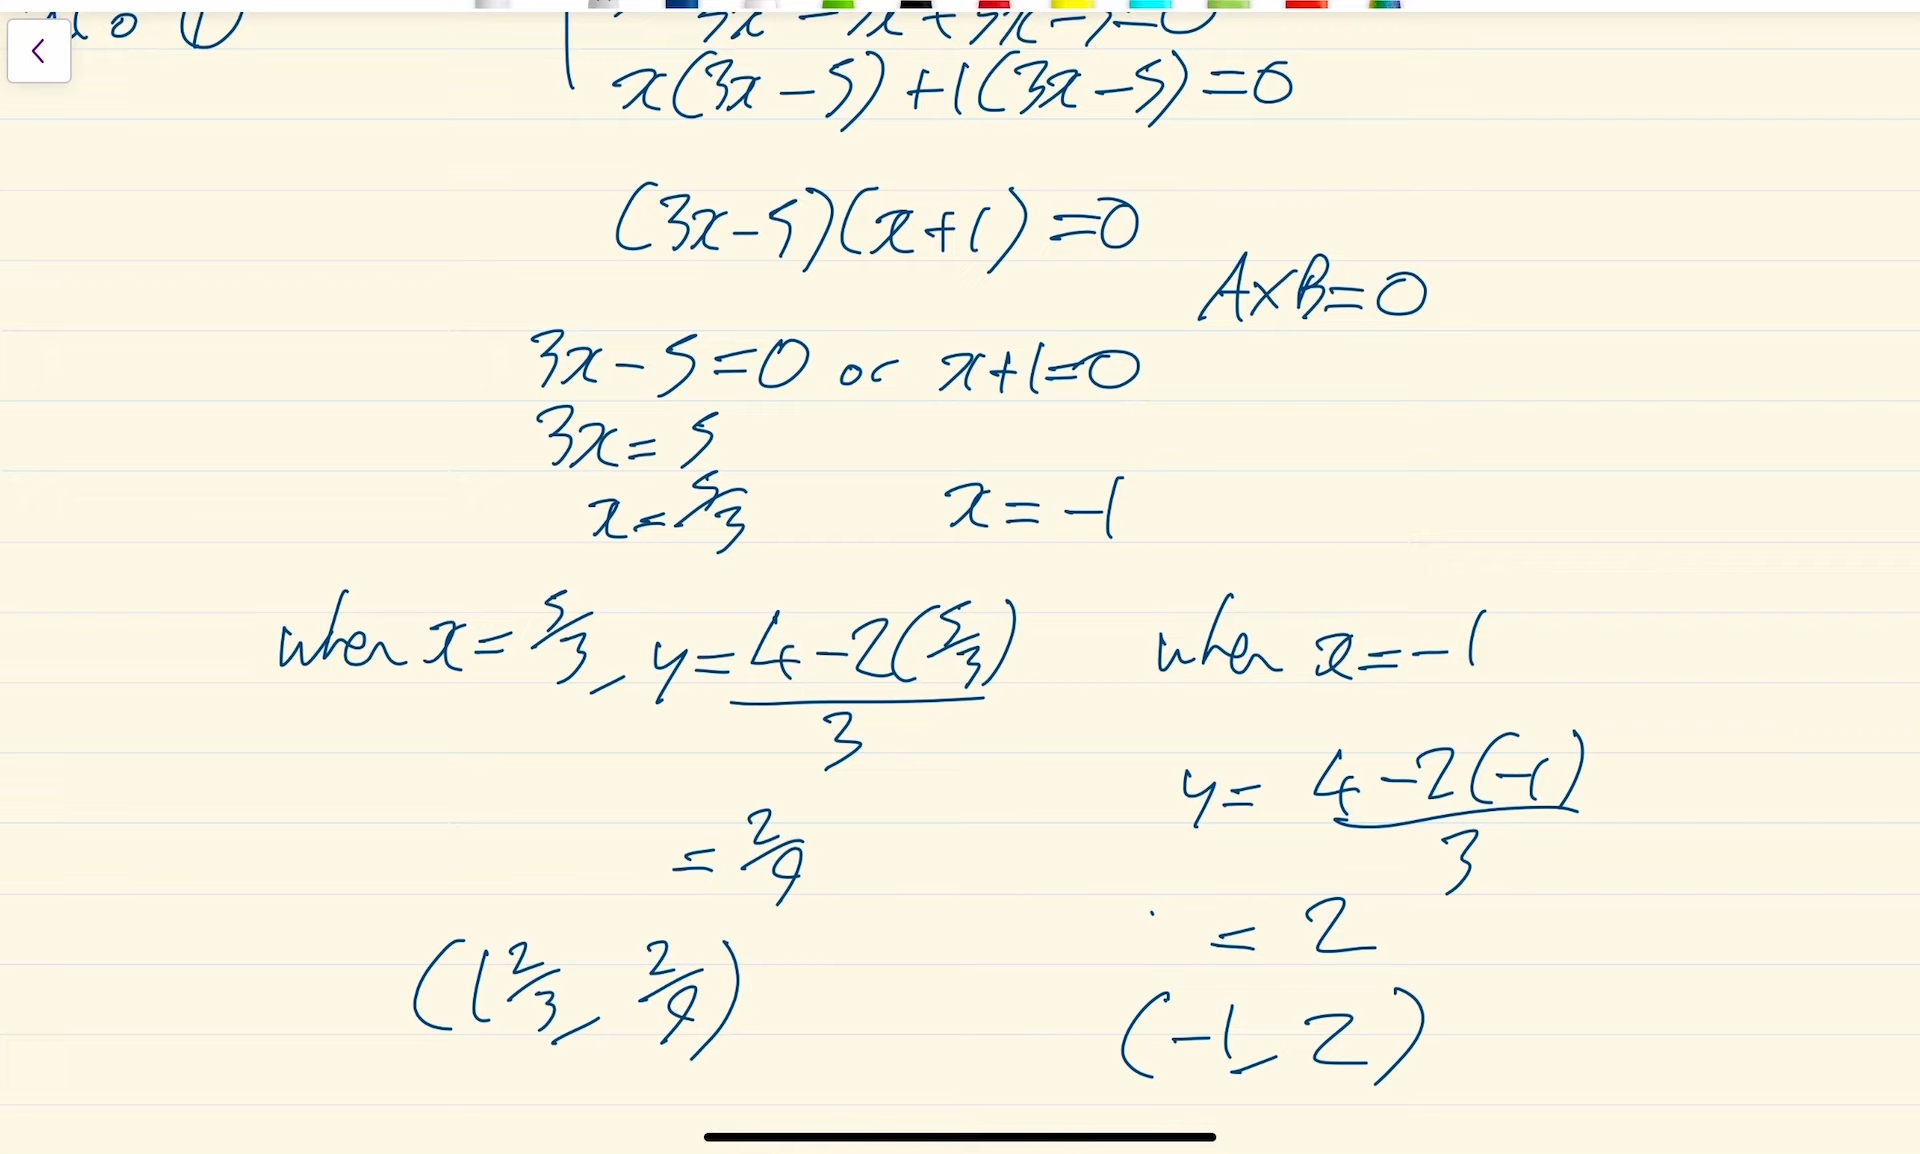 x(3x-5)+1(3x-5)=0
(3x-5)(x+1)=0
A×B=0
3x-5=0 or x+1=0
3x=5
x=5/3 x=-1
when x=5/3, y=4-2(5/3) when x=-1
3
y=4-2(-1)
3
=2/9
=2
(1 2/3, 2/9)
(-1, 2)